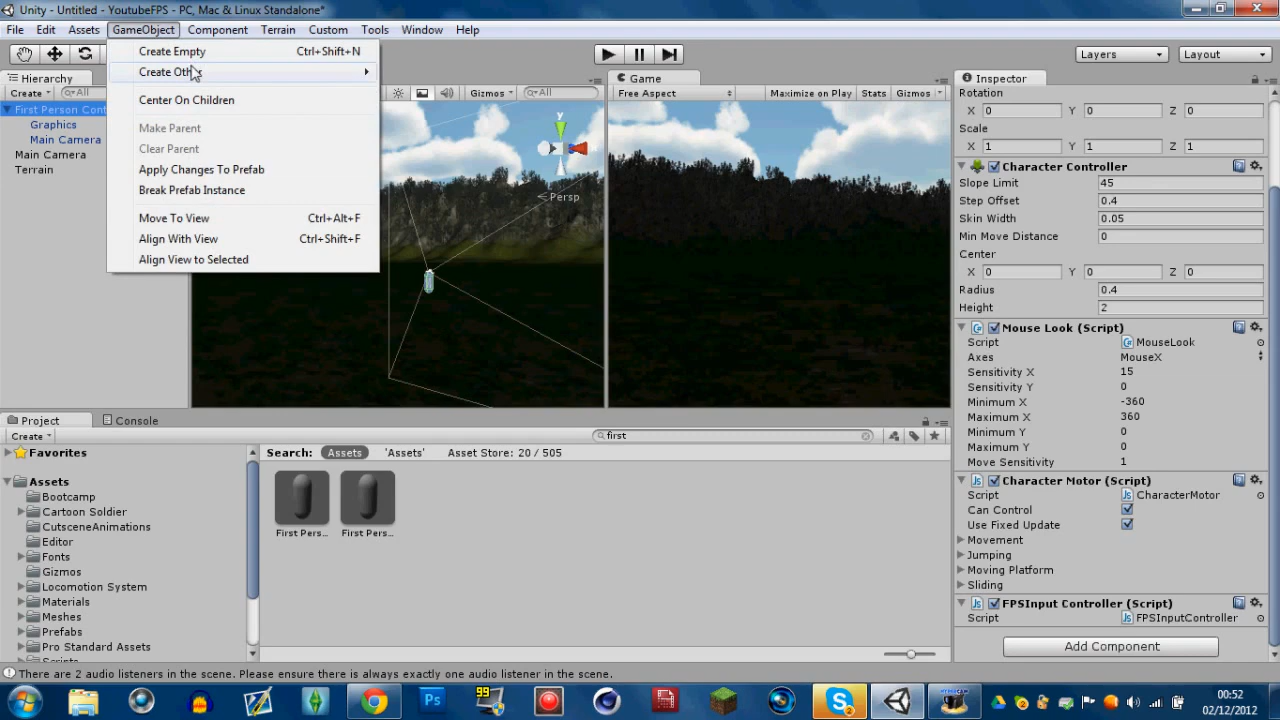 Unity - Untitled - YoutubeFPS - PC, Mac & Linux Standalone*
File Edit Assets GameObject Component Terrain Custom Tools Window Help
Create Empty Ctrl+Shift+N
Create Oth
Center On Children
Make Parent
Clear Parent
Apply Changes To Prefab
Break Prefab Instance
Move To View Ctrl+Alt+F
Align With View Ctrl+Shift+F
Align View to Selected
Layers Layout
Hierarchy
Create All
First Person Cont
Graphics
Main Camera
Main Camera
Terrain
Gizmos All
y
Persp
Game
Free Aspect Maximize on Play Stats Gizmos
Inspector
Rotation
X 0 Y 0 Z 0
Scale
X 1 Y 1 Z 1
Character Controller
Slope Limit 45
Step Offset 0.4
Skin Width 0.05
Min Move Distance 0
Center
X 0 Y 0 Z 0
Radius 0.4
Height 2
Mouse Look (Script)
Script MouseLook
Axes MouseX
Sensitivity X 15
Sensitivity Y 0
Minimum X -360
Maximum X 360
Minimum Y 0
Maximum Y 0
Move Sensitivity 1
Character Motor (Script)
Script CharacterMotor
Can Control
Use Fixed Update
Movement
Jumping
Moving Platform
Sliding
FPSInput Controller (Script)
Script FPSInputController
Add Component
Project Console
Create first
Favorites
Assets
Bootcamp
Cartoon Soldier
CutsceneAnimations
Editor
Fonts
Gizmos
Locomotion System
Materials
Meshes
Prefabs
Pro Standard Assets
Search: Assets 'Assets' Asset Store: 20 / 505
First Pers... First Pers...
There are 2 audio listeners in the scene. Please ensure there is always exactly one audio listener in the scene.
Ps
99
00:52
02/12/2012